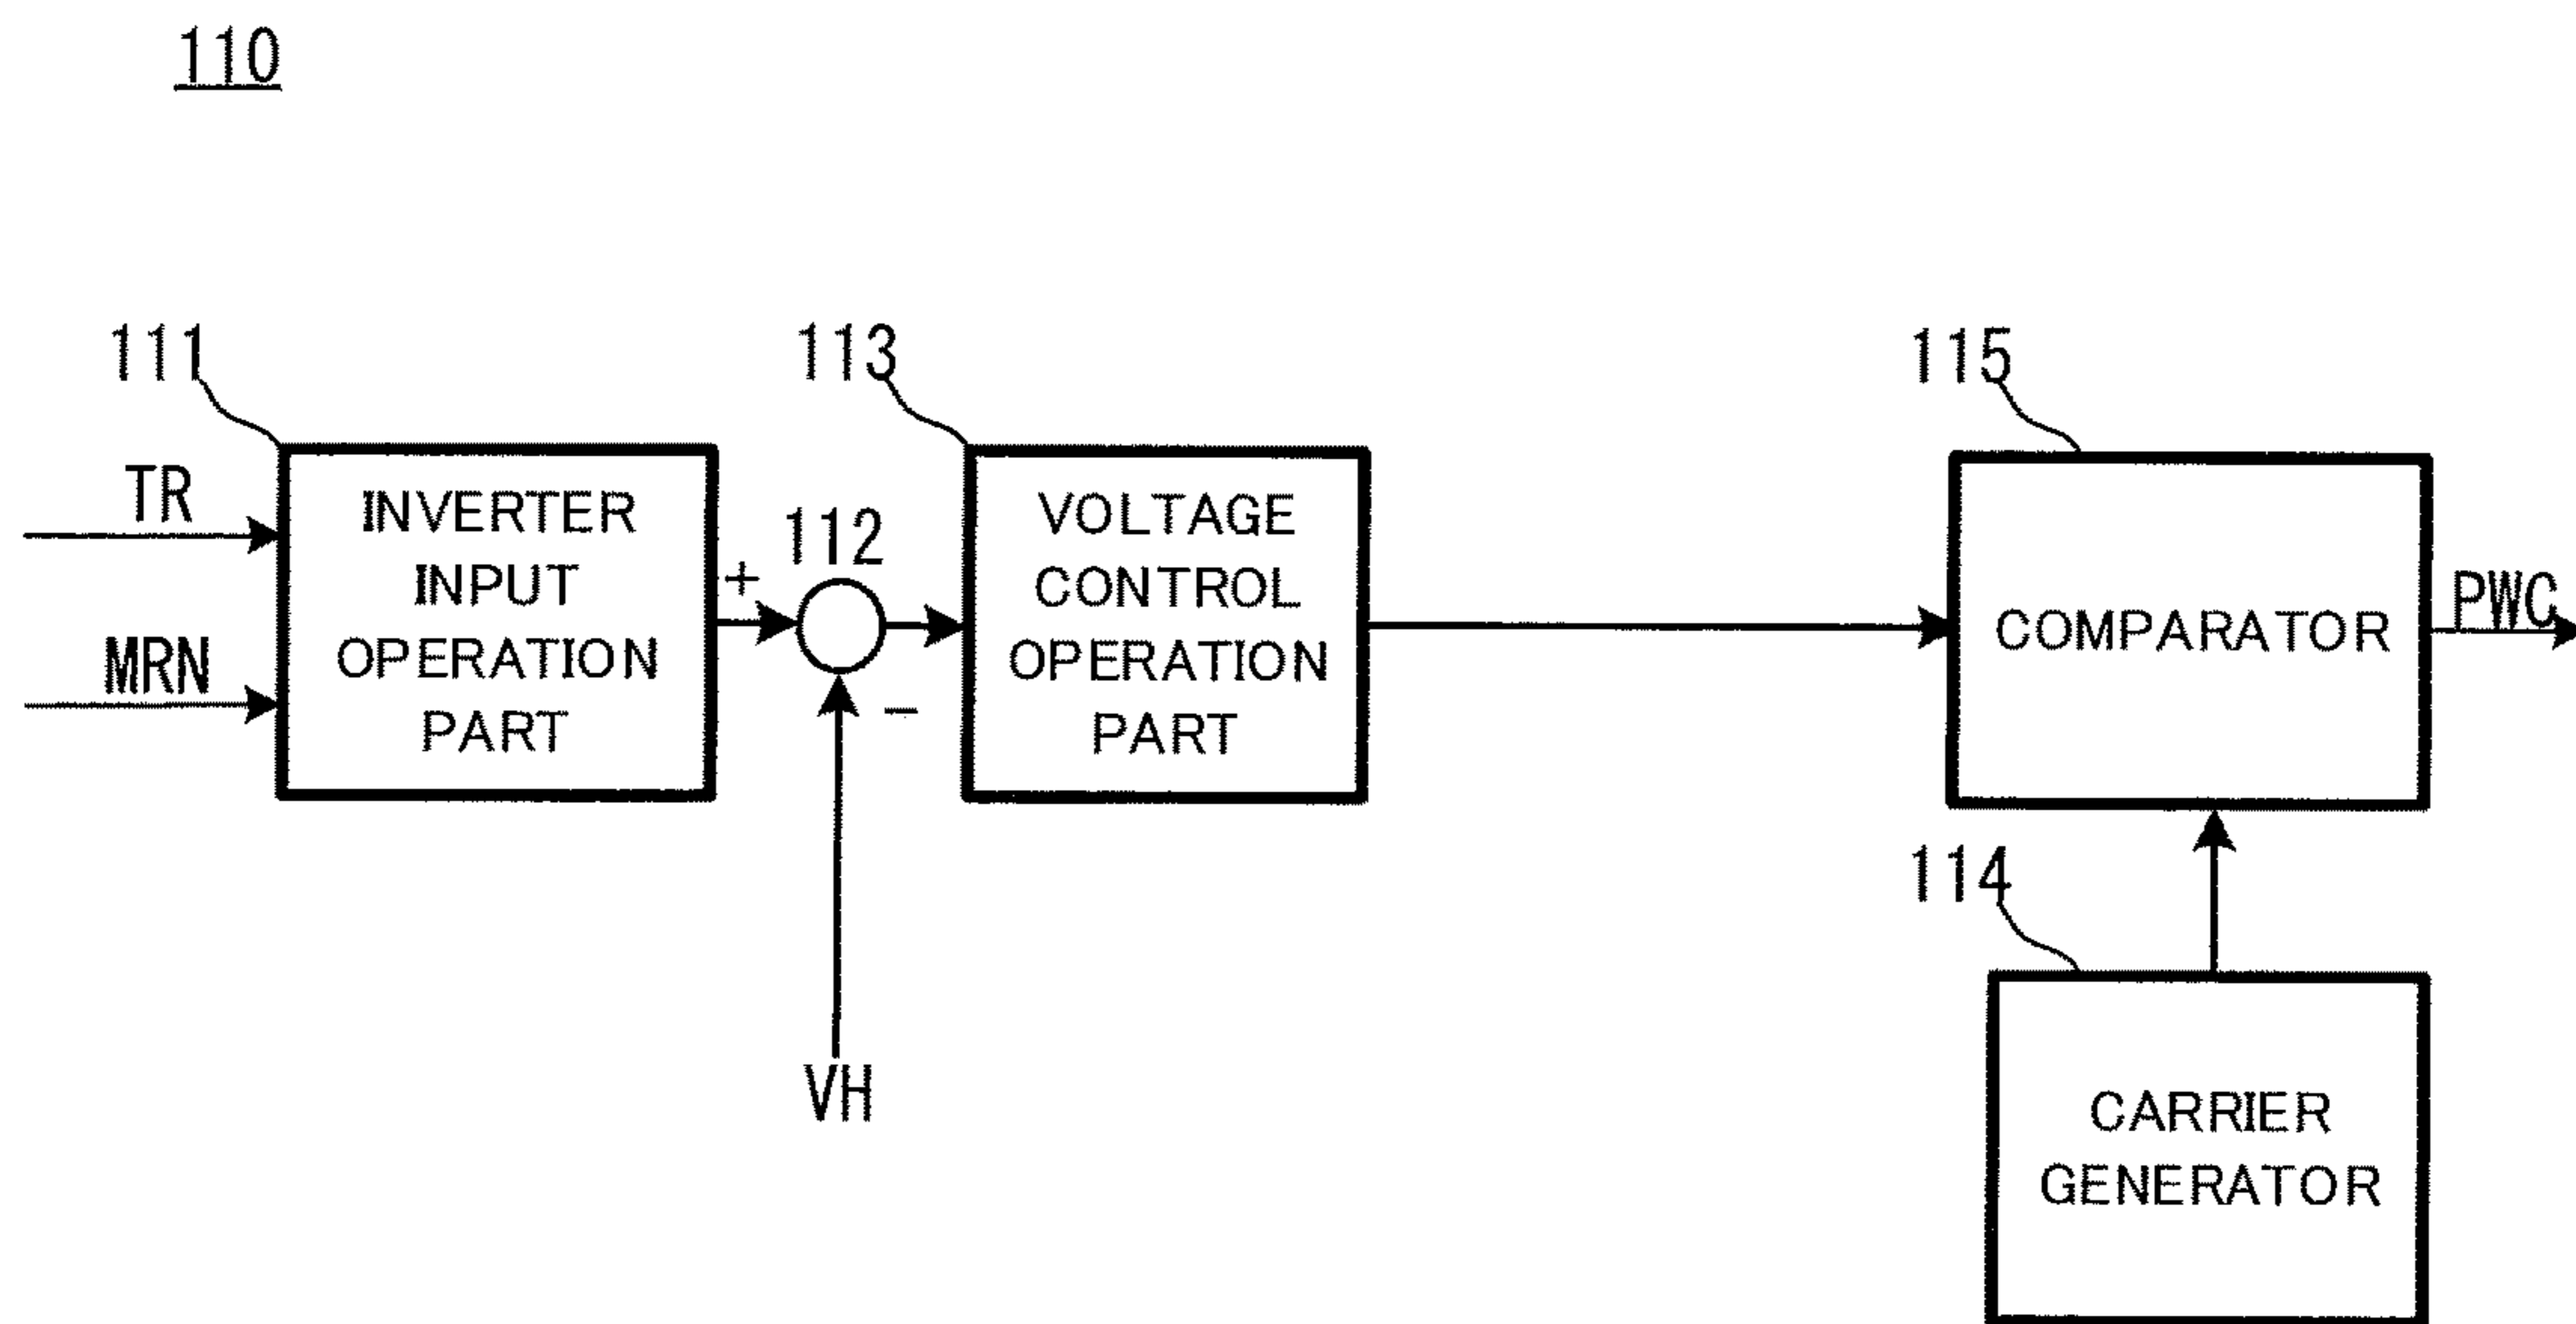 110
111
TR
MRN
INVERTER
INPUT
OPERATION
PART
+
112
-
VH
113
VOLTAGE
CONTROL
OPERATION
PART
115
COMPARATOR
PWC
114
CARRIER
GENERATOR